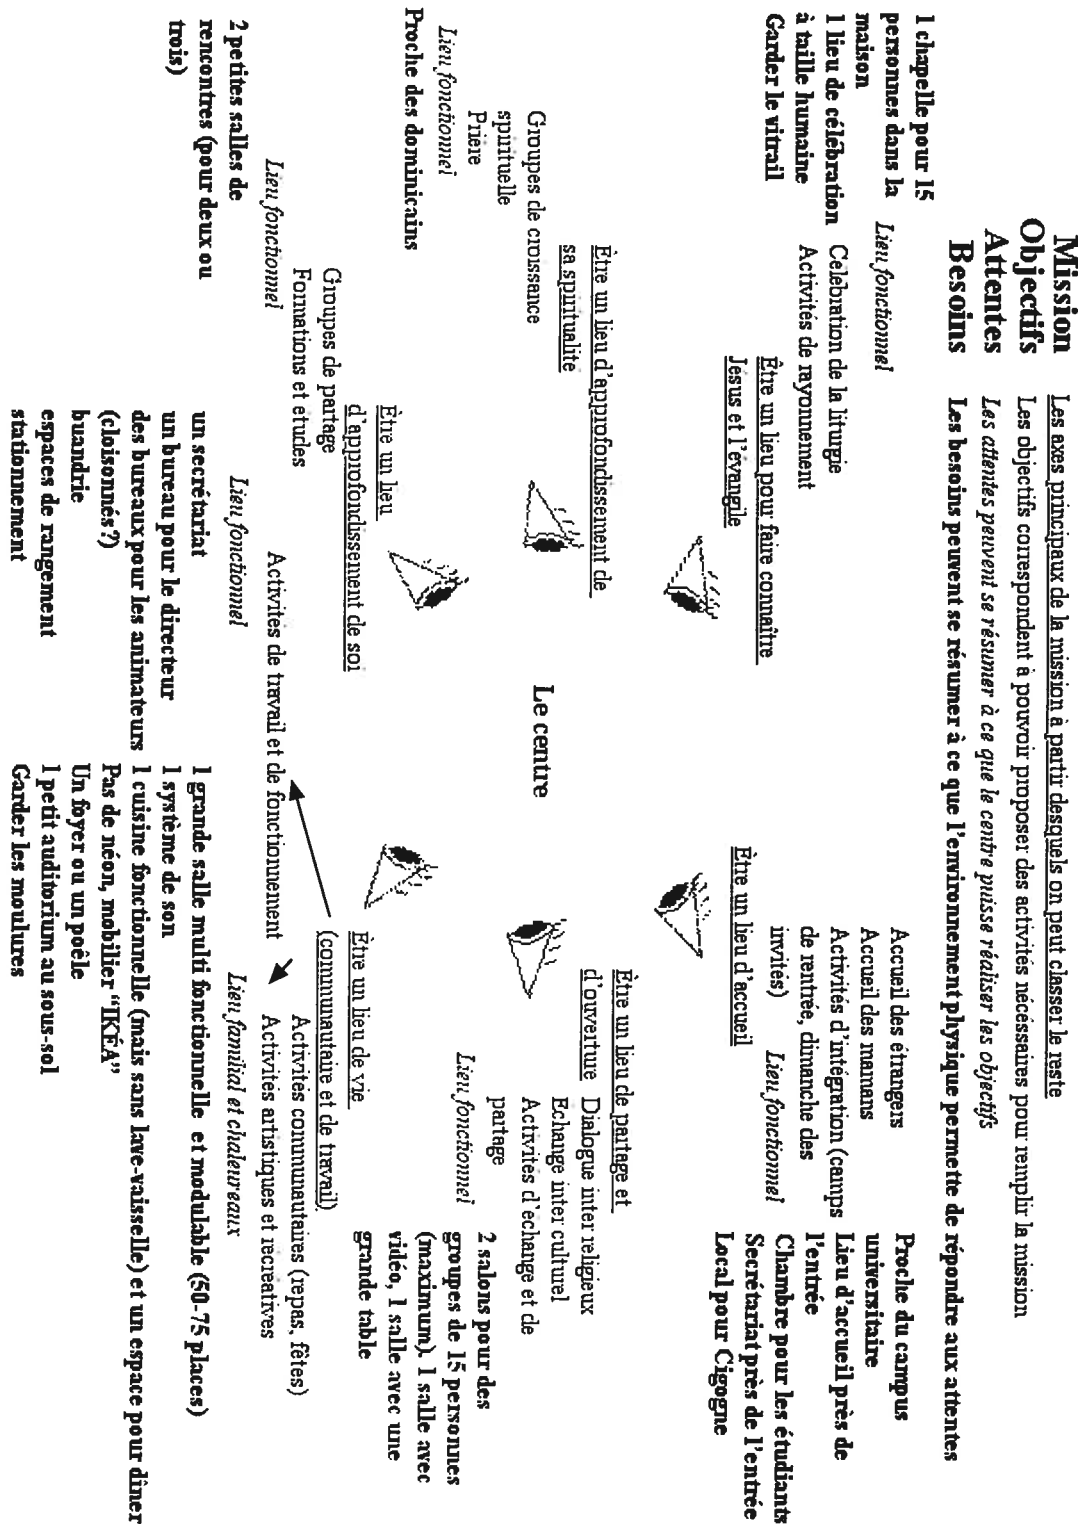 Mission
Les axes principaux de la mission à partir desquels on peut classer le reste
Objectifs
Les objectifs correspondent à pouvoir proposer des activités nécéssaires pour remplir la mission
Attentes
Les attentes peuvent se résumer à ce que le centre puisse réaliser les objectifs
Besoins
Les besoins peuvent se résumer à ce que l'environnement physique permette de répondre aux attentes
1 chapelle pour 15
personnes dans la
maison
1 lieu de célébration
à taille humaine
Garder le vitrail
Lieu fonctionnel
Celebration de la liturgie
Activités de rayonnement
Être un lieu pour faire connaître
Jesus et l'évangile
Accueil des étrangers
Accueil des mamans
Activités d'intégration (camps
de rentrée, dimanche des
invités)
Lieu fonctionnel
Être un lieu d'accueil
Proche du campus
universitaire
Lieu d'accueil près de
l'entrée
Chambre pour les étudiants
Secrétariat près de l'entrée
Local pour Cigogne
Être un lieu d'approfondissement de
sa spiritualité
Groupes de croissance
spirituelle
Prière
Lieu fonctionnel
Proche des dominicains
Le centre
Être un lieu de partage et
d'ouverture
Dialogue inter religieux
Echange inter culturel
Activités d'échange et de
partage
Lieu fonctionnel
2 salons pour des
groupes de 15 personnes
(maximum). 1 salle avec
vidéo, 1 salle avec une
grande table
Être un lieu
d'approfondissement de soi
Groupes de partage
Formations et études
Lieu fonctionnel
2 petites salles de
rencontres (pour deux ou
trois)
Être un lieu de vie
(communautaire et de travail)
Activités communautaires (repas, fêtes)
Activités artistiques et récréatives
Lieu familial et chaleureux
Activités de travail et de fonctionnement
Lieu fonctionnel
un secrétariat
un bureau pour le directeur
des bureaux pour les animateurs
(cloisonnés?)
buandrie
espaces de rangement
stationnement
1 grande salle multi fonctionnelle et modulable (50-75 places)
1 système de son
1 cuisine fonctionnelle (mais sans lave-vaisselle) et un espace pour dîner
Pas de néon, mobilier "IKÉA"
Un foyer ou un poêle
1 petit auditorium au sous-sol
Garder les moulures